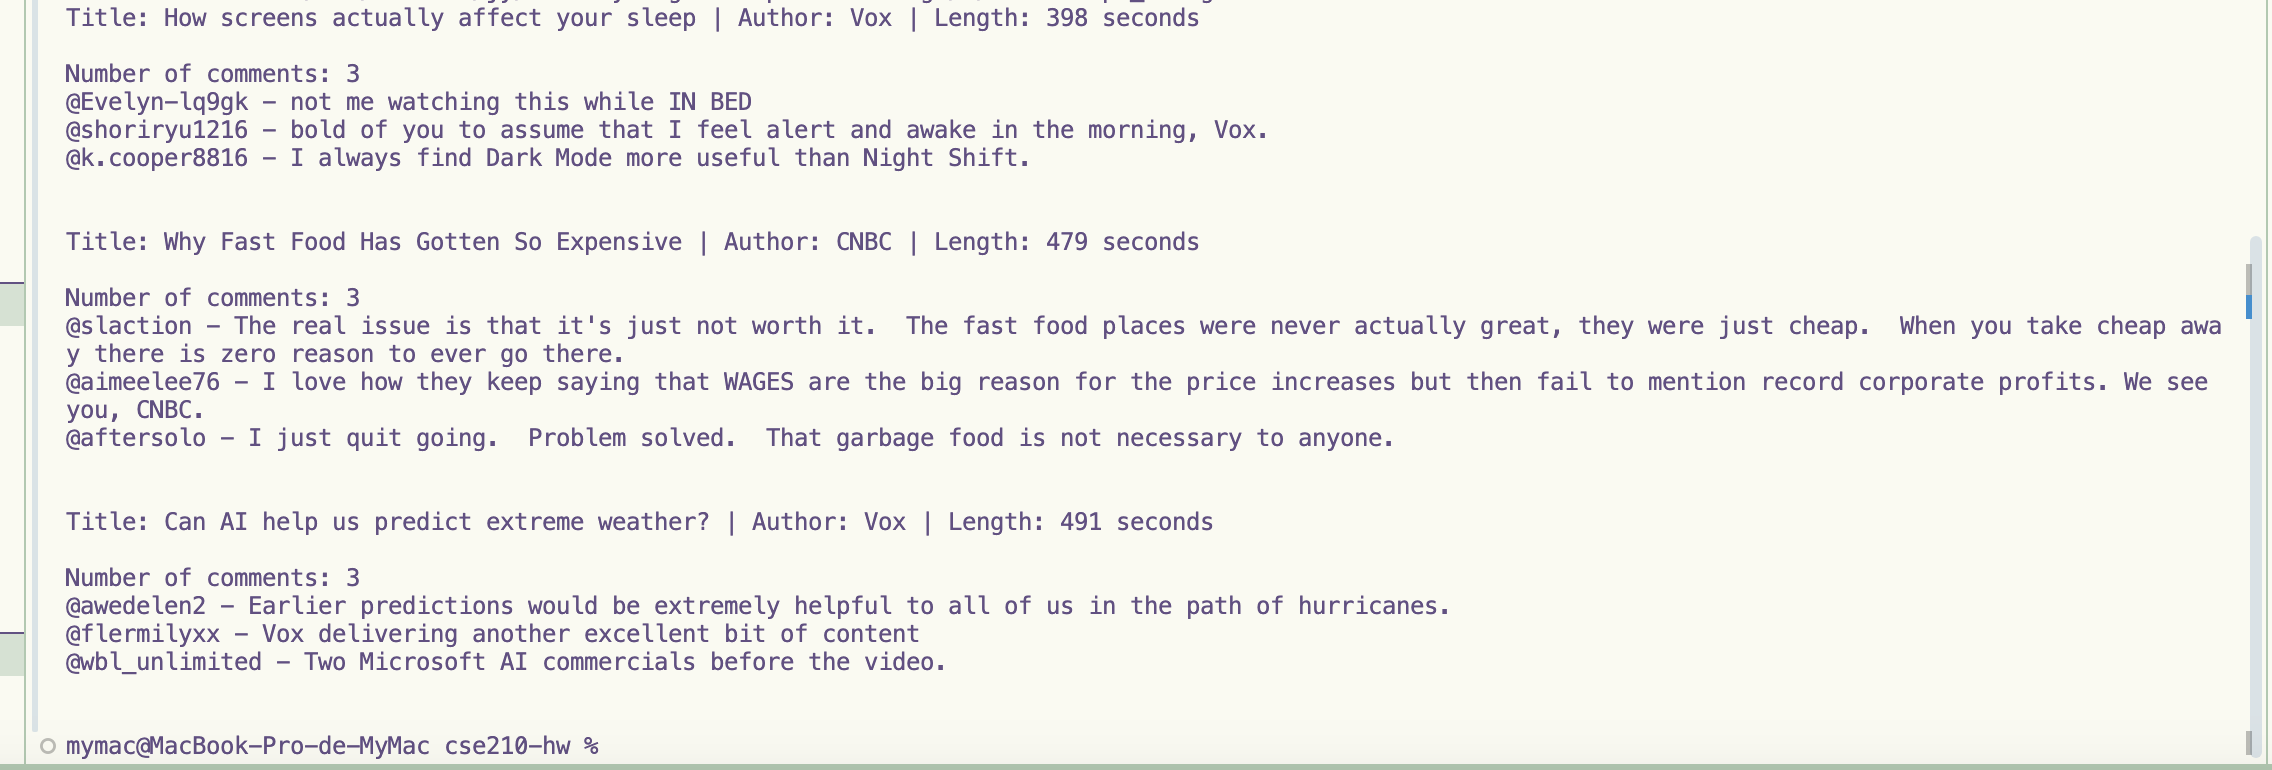 Title: How screens actually affect your sleep | Author: Vox | Length: 398 seconds
Number of comments: 3
@Evelyn-lq9gk - not me watching this while IN BED
@shoriryu1216 - bold of you to assume that I feel alert and awake in the morning, Vox.
@k.cooper8816 - I always find Dark Mode more useful than Night Shift.
Title: Why Fast Food Has Gotten So Expensive | Author: CNBC | Length: 479 seconds
Number of comments: 3
@slaction - The real issue is that it's just not worth it.  The fast food places were never actually great, they were just cheap.  When you take cheap awa
y there is zero reason to ever go there.
@aimeelee76 - I love how they keep saying that WAGES are the big reason for the price increases but then fail to mention record corporate profits. We see
you, CNBC.
@aftersolo - I just quit going.  Problem solved.  That garbage food is not necessary to anyone.
Title: Can AI help us predict extreme weather? | Author: Vox | Length: 491 seconds
Number of comments: 3
@awedelen2 - Earlier predictions would be extremely helpful to all of us in the path of hurricanes.
@flermilyxx - Vox delivering another excellent bit of content
@wbl_unlimited - Two Microsoft AI commercials before the video.
mymac@MacBook-Pro-de-MyMac cse210-hw %